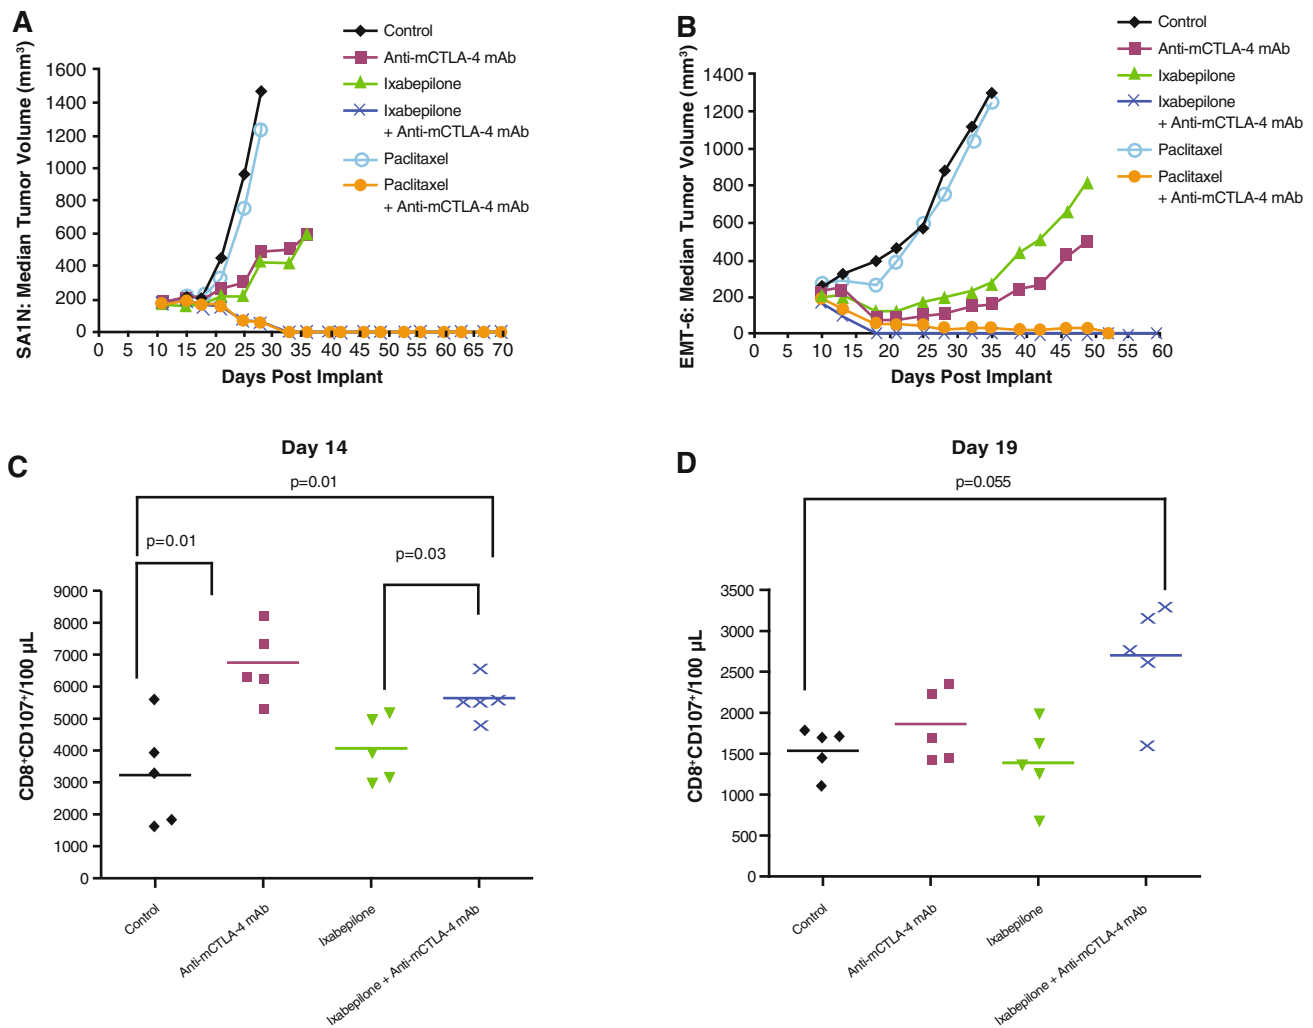 A
SA1N: Median Tumor Volume (mm³)
1600
1400
1200
1000
800
600
400
200
0
0 5 10 15 20 25 30 35 40 45 50 55 60 65 70
Days Post Implant
Control
Anti-mCTLA-4 mAb
Ixabepilone
Ixabepilone
+ Anti-mCTLA-4 mAb
Paclitaxel
Paclitaxel
+ Anti-mCTLA-4 mAb
B
EMT-6: Median Tumor Volume (mm³)
1400
1200
1000
800
600
400
200
0
0 5 10 15 20 25 30 35 40 45 50 55 60
Days Post Implant
Control
Anti-mCTLA-4 mAb
Ixabepilone
Ixabepilone
+ Anti-mCTLA-4 mAb
Paclitaxel
Paclitaxel
+ Anti-mCTLA-4 mAb
C
Day 14
p=0.01
p=0.01
p=0.03
CD8⁺CD107⁺/100 µL
9000
8000
7000
6000
5000
4000
3000
2000
1000
0
Control
Anti-mCTLA-4 mAb
Ixabepilone
Ixabepilone + Anti-mCTLA-4 mAb
D
Day 19
p=0.055
CD8⁺CD107⁺/100 µL
3500
3000
2500
2000
1500
1000
500
0
Control
Anti-mCTLA-4 mAb
Ixabepilone
Ixabepilone + Anti-mCTLA-4 mAb